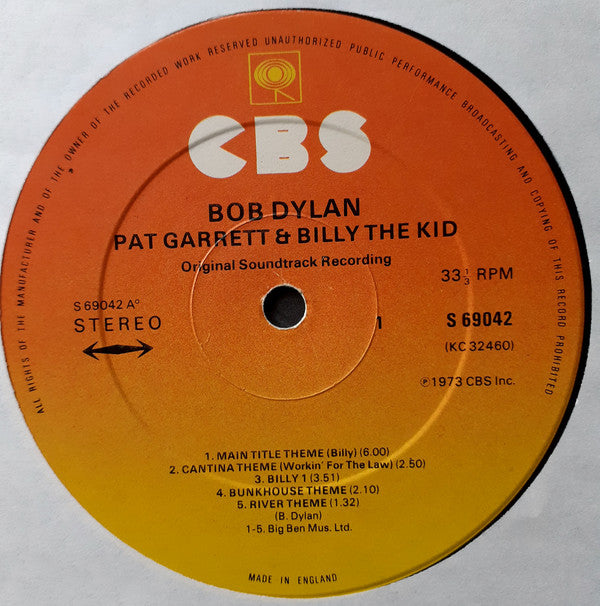 ALL RIGHTS OF THE MANUFACTURER AND OF THE OWNER OF THE RECORDED WORK RESERVED UNAUTHORIZED PUBLIC PERFORMANCE BROADCASTING AND COPYING OF THIS RECORD PROHIBITED
CBS
BOB DYLAN
PAT GARRETT & BILLY THE KID
Original Soundtrack Recording
33⅓ RPM
S 69042 A°
STEREO
1
S 69042
(KC 32460)
℗1973 CBS Inc.
1. MAIN TITLE THEME (Billy) (6.00)
2. CANTINA THEME (Workin' For The Law) (2.50)
3. BILLY 1 (3.51)
4. BUNKHOUSE THEME (2.10)
5. RIVER THEME (1.32)
(B. Dylan)
1-5. Big Ben Mus. Ltd.
MADE IN ENGLAND